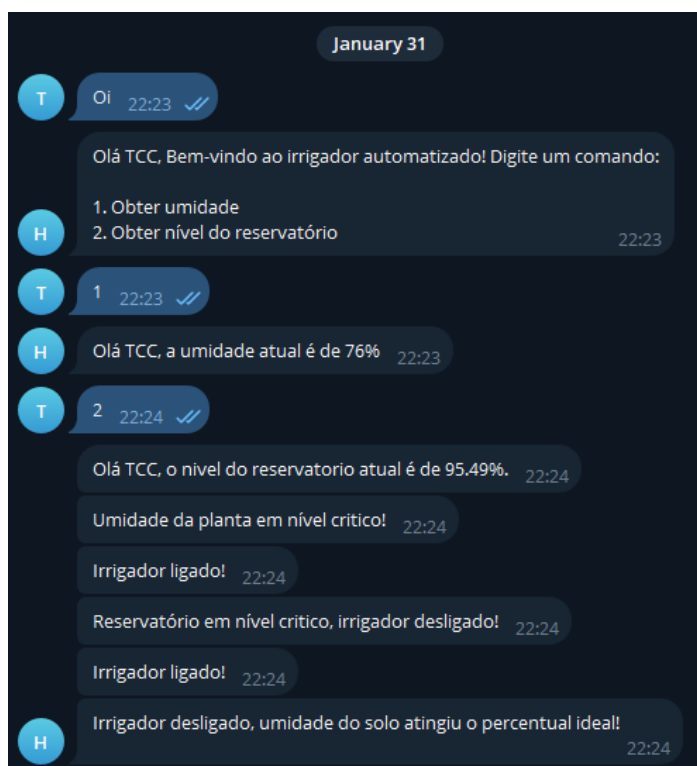 January 31
T
Oi 22:23
Olá TCC, Bem-vindo ao irrigador automatizado! Digite um comando:
1. Obter umidade
2. Obter nível do reservatório
H
22:23
T
1 22:23
H
Olá TCC, a umidade atual é de 76% 22:23
T
2 22:24
Olá TCC, o nivel do reservatorio atual é de 95.49%. 22:24
Umidade da planta em nível critico! 22:24
Irrigador ligado! 22:24
Reservatório em nível critico, irrigador desligado! 22:24
Irrigador ligado! 22:24
Irrigador desligado, umidade do solo atingiu o percentual ideal!
H
22:24